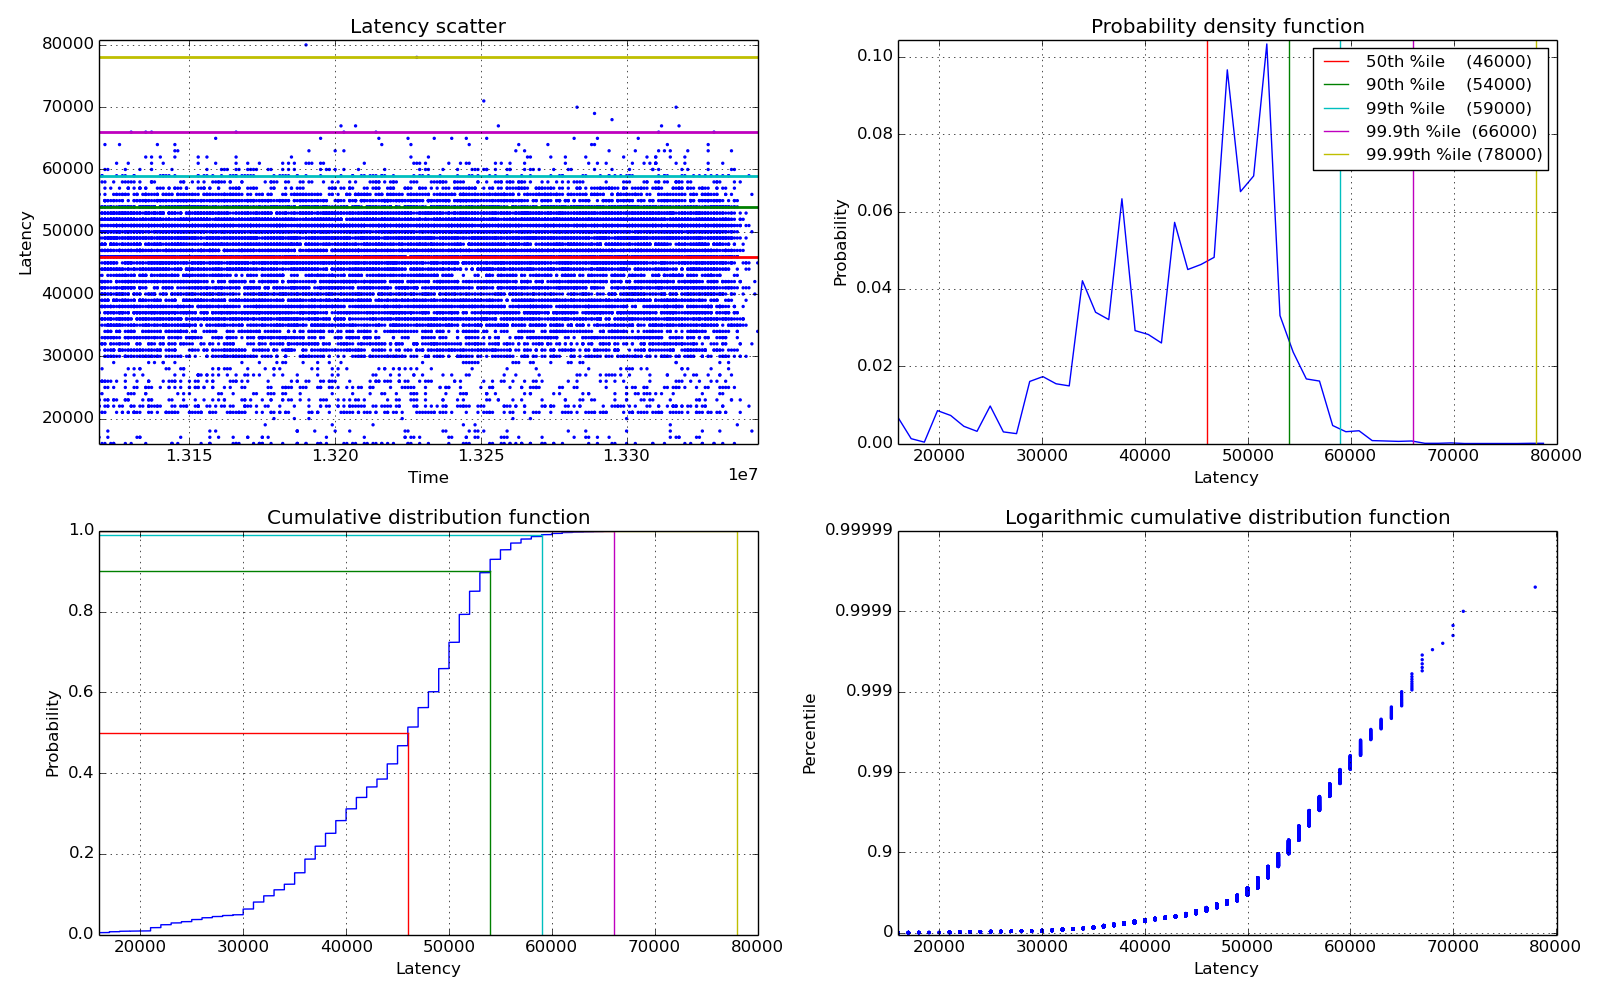 Latency scatter
80000
70000
60000
50000
40000
30000
20000
Latency
1.315
1.320
1.325
1.330
1e7
Time
Probability density function
0.10
0.08
0.06
0.04
0.02
0.00
Probability
50th %ile (46000)
90th %ile (54000)
99th %ile (59000)
99.9th %ile (66000)
99.99th %ile (78000)
20000
30000
40000
50000
60000
70000
80000
Latency
Cumulative distribution function
1.0
0.8
0.6
0.4
0.2
0.0
Probability
20000
30000
40000
50000
60000
70000
80000
Latency
Logarithmic cumulative distribution function
0.99999
0.9999
0.999
0.99
0.9
0
Percentile
20000
30000
40000
50000
60000
70000
80000
Latency